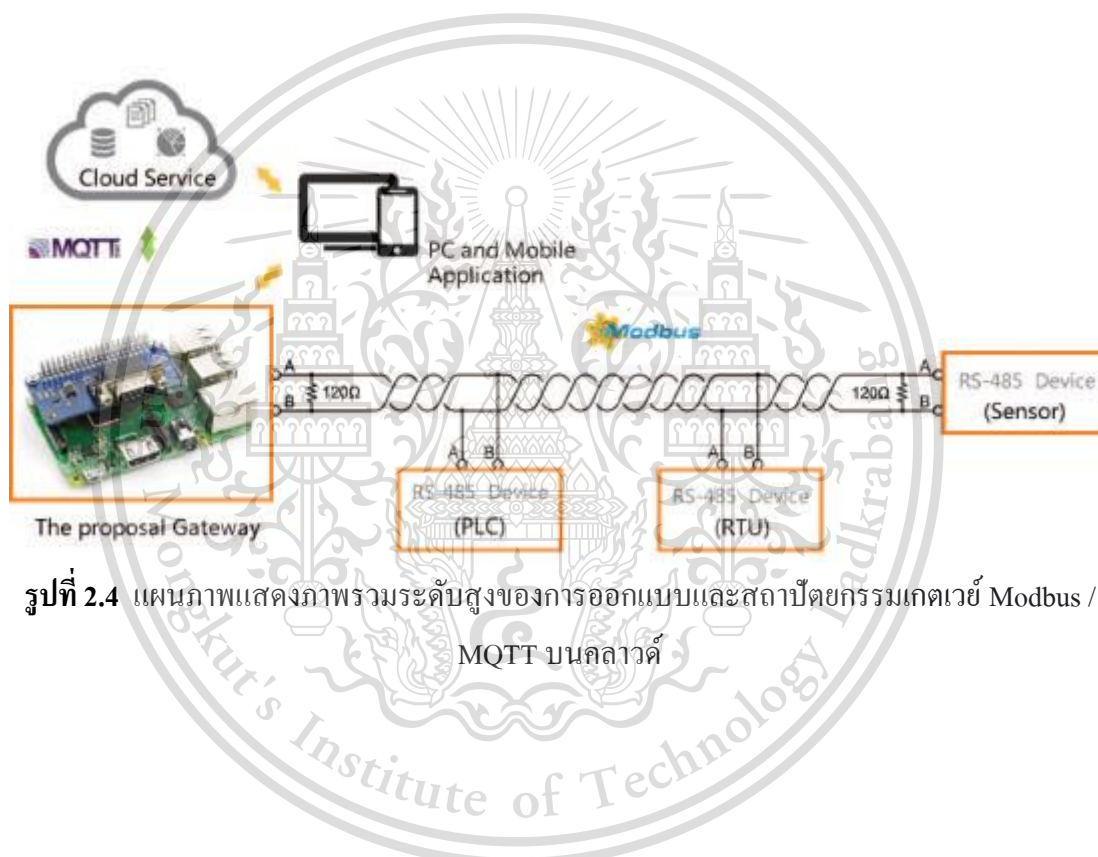 Cloud Service
MQTT
PC and Mobile
Application
Modbus
A
B
120Ω
120Ω
A
B
RS-485 Device
(Sensor)
A B
RS-485 Device
(PLC)
A B
RS-485 Device
(RTU)
The proposal Gateway
รูปที่ 2.4 แผนภาพแสดงภาพรวมระดับสูงของการออกแบบและสถาปัตยกรรมเกตเวย์ Modbus /
MQTT บนคลาวด์
Mongkut's Institute of Technology Ladkrabang